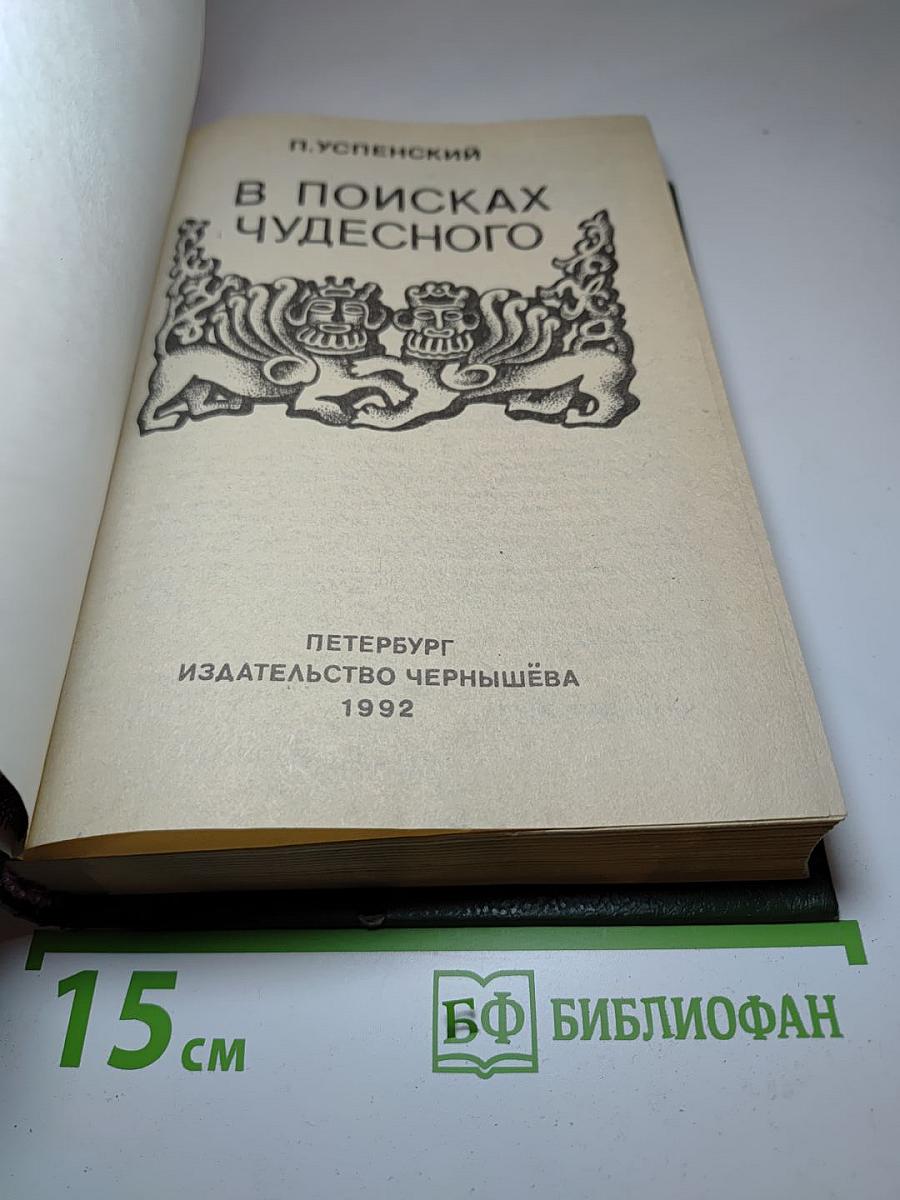 П.УСПЕНСКИЙ
В ПОИСКАХ
ЧУДЕСНОГО
ПЕТЕРБУРГ
ИЗДАТЕЛЬСТВО ЧЕРНЫШЁВА
1992
15 см
БФ БИБЛИОФАН